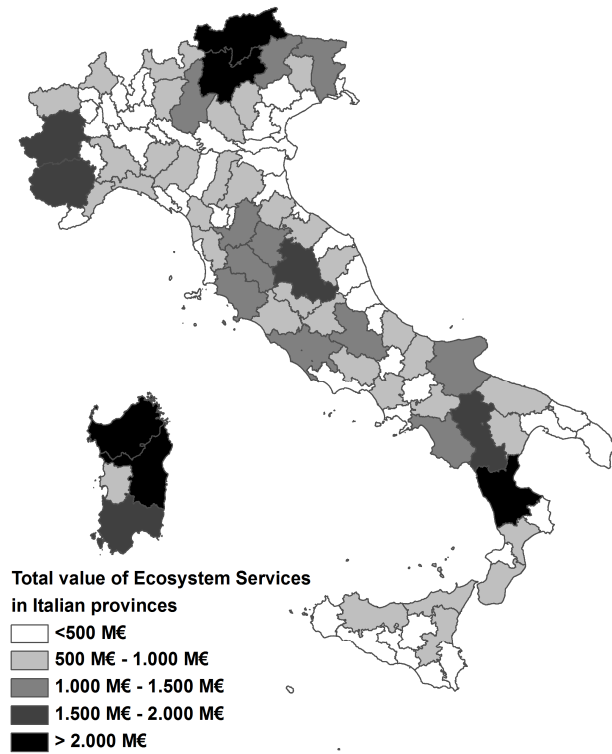 Total value of Ecosystem Services
in Italian provinces
<500 M€
500 M€ - 1.000 M€
1.000 M€ - 1.500 M€
1.500 M€ - 2.000 M€
> 2.000 M€